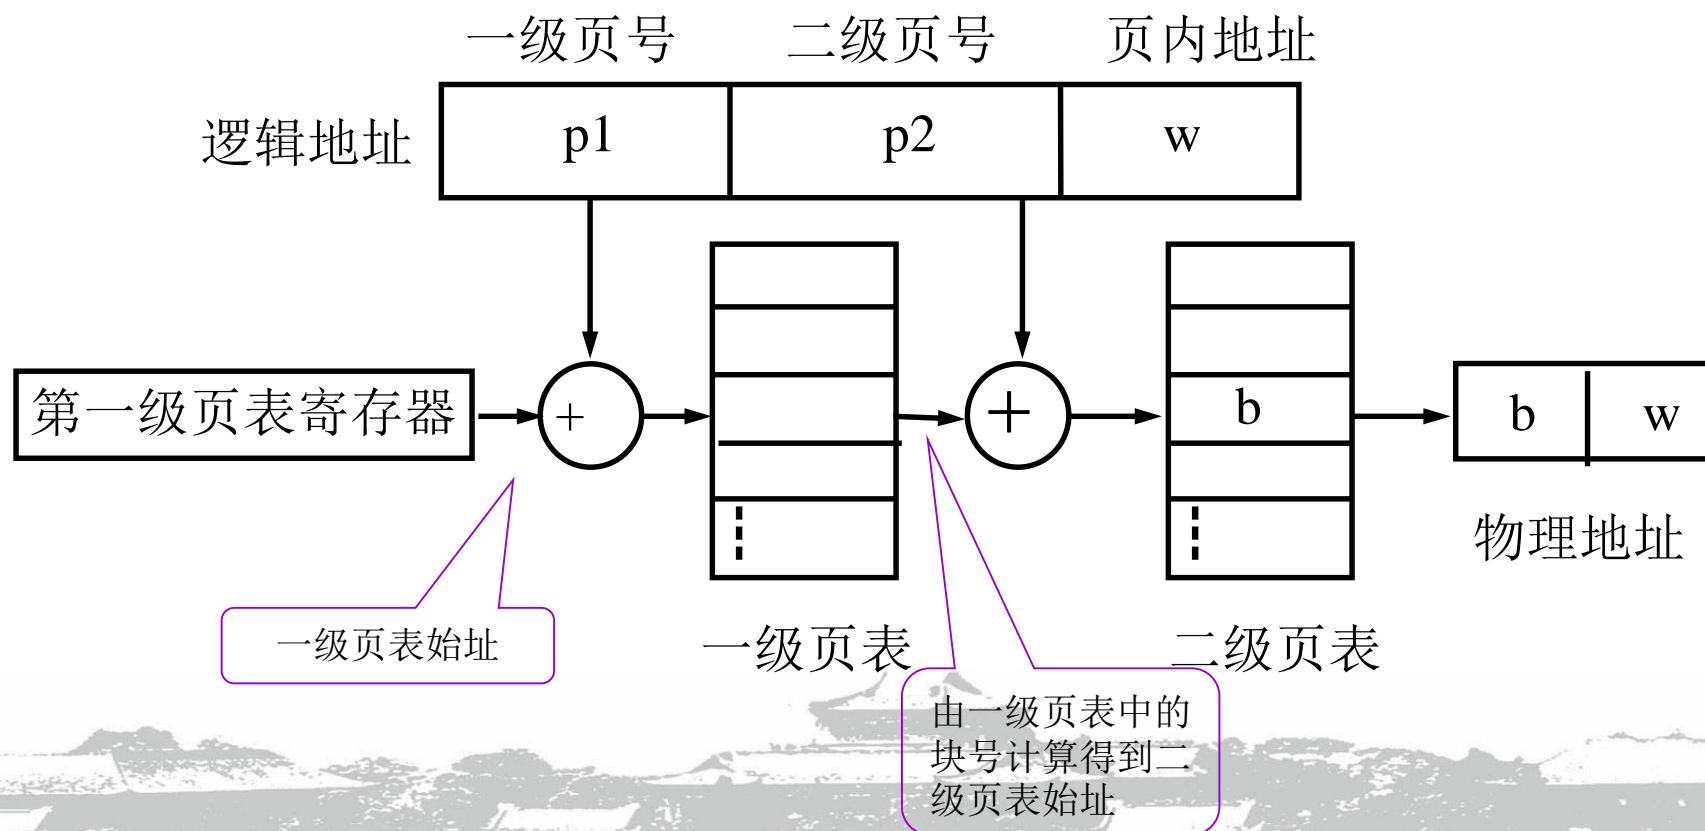 一级页号 二级页号 页内地址
逻辑地址 p1 p2 w
第一级页表寄存器 + + b b w
物理地址
一级页表始址 一级页表 二级页表
由一级页表中的
块号计算得到二
级页表始址